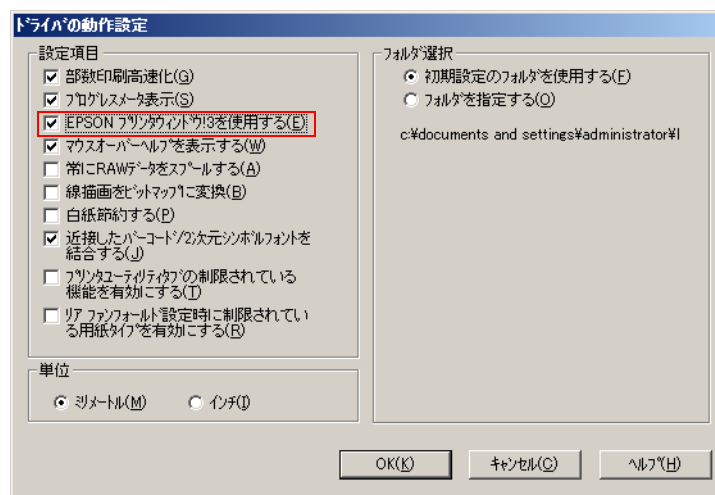 ドライバの動作設定
設定項目
部数印刷高速化(G)
プログレスメータ表示(S)
EPSON プリンタウィンドウ!3を使用する(E)
マウスオーバーヘルプを表示する(W)
常にRAWデータをスプールする(A)
線描画をビットマップに変換(B)
白紙節約する(P)
近接したバーコード/2次元シンボルフォントを
結合する(J)
プリンタユーティリティタブの制限されている
機能を有効にする(T)
リア ファンフォールド設定時に制限されてい
る用紙タイプを有効にする(R)
単位
ミリメートル(M)
インチ(I)
フォルダ選択
初期設定のフォルダを使用する(F)
フォルダを指定する(O)
c:¥documents and settings¥administrator¥l
OK(K)
キャンセル(C)
ヘルプ(H)